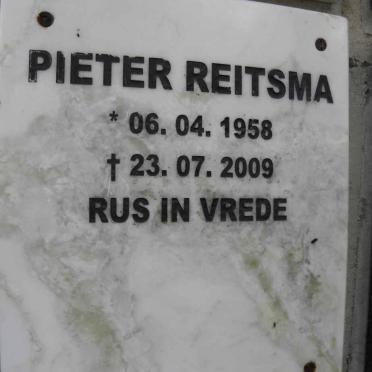 PIETER REITSMA
* 06. 04. 1958
† 23. 07. 2009
RUS IN VREDE